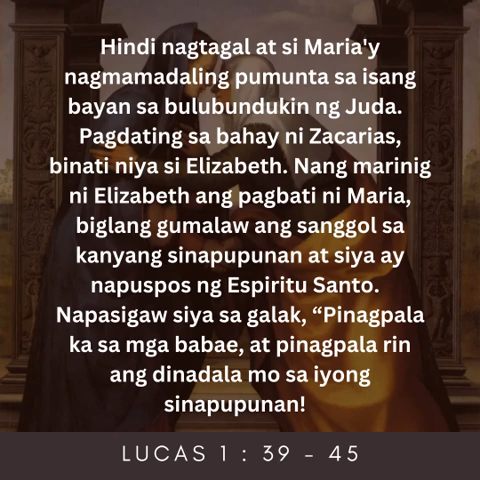 Hindi nagtagal at si Maria'y
nagmamadaling pumunta sa isang
bayan sa bulubundukin ng Juda.
Pagdating sa bahay ni Zacarias,
binati niya si Elizabeth. Nang marinig
ni Elizabeth ang pagbati ni Maria,
biglang gumalaw ang sanggol sa
kanyang sinapupunan at siya ay
napuspos ng Espiritu Santo.
Napasigaw siya sa galak, “Pinagpala
ka sa mga babae, at pinagpala rin
ang dinadala mo sa iyong
sinapupunan!
LUCAS 1 : 39 - 45